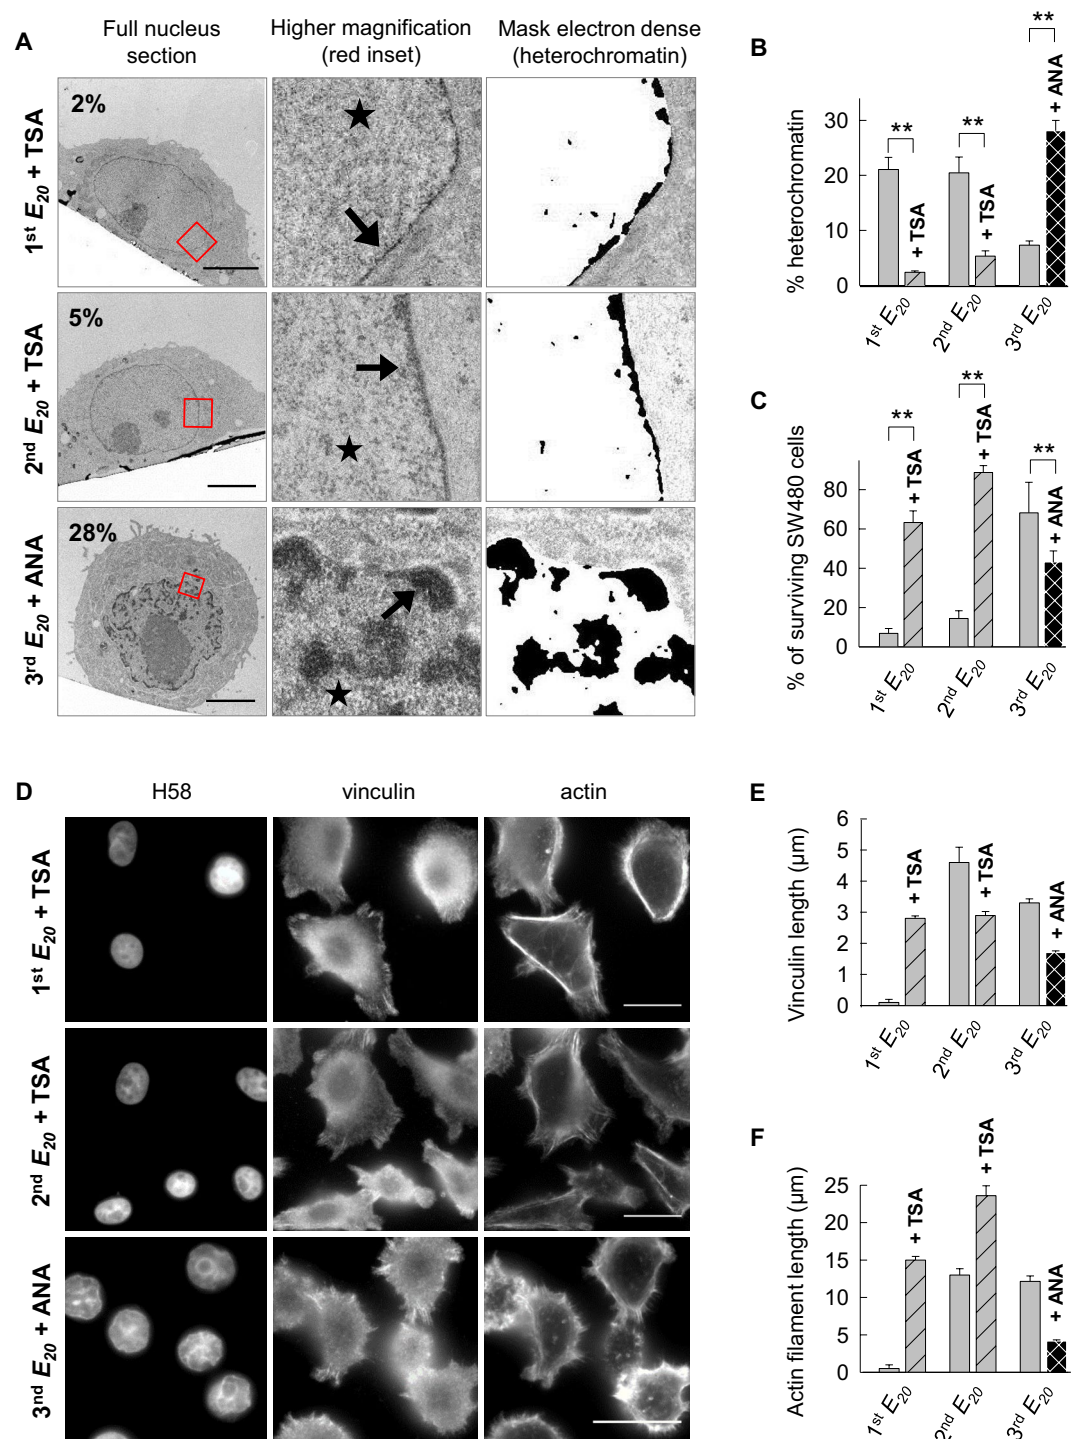 A
Full nucleus
section
Higher magnification
(red inset)
Mask electron dense
(heterochromatin)
1st E20 + TSA
2%
2nd E20 + TSA
5%
3rd E20 + ANA
28%
B
% heterochromatin
30
20
10
0
**
+ TSA
**
+ TSA
**
+ ANA
1st E20
2nd E20
3rd E20
C
% of surviving SW480 cells
80
60
40
20
0
**
+ TSA
**
+ TSA
**
+ ANA
1st E20
2nd E20
3rd E20
D
H58
vinculin
actin
1st E20 + TSA
2nd E20 + TSA
3nd E20 + ANA
E
Vinculin length (μm)
6
5
4
3
2
1
0
+ TSA
+ TSA
+ ANA
1st E20
2nd E20
3rd E20
F
Actin filament length (μm)
25
20
15
10
5
0
+ TSA
+ TSA
+ ANA
1st E20
2nd E20
3rd E20